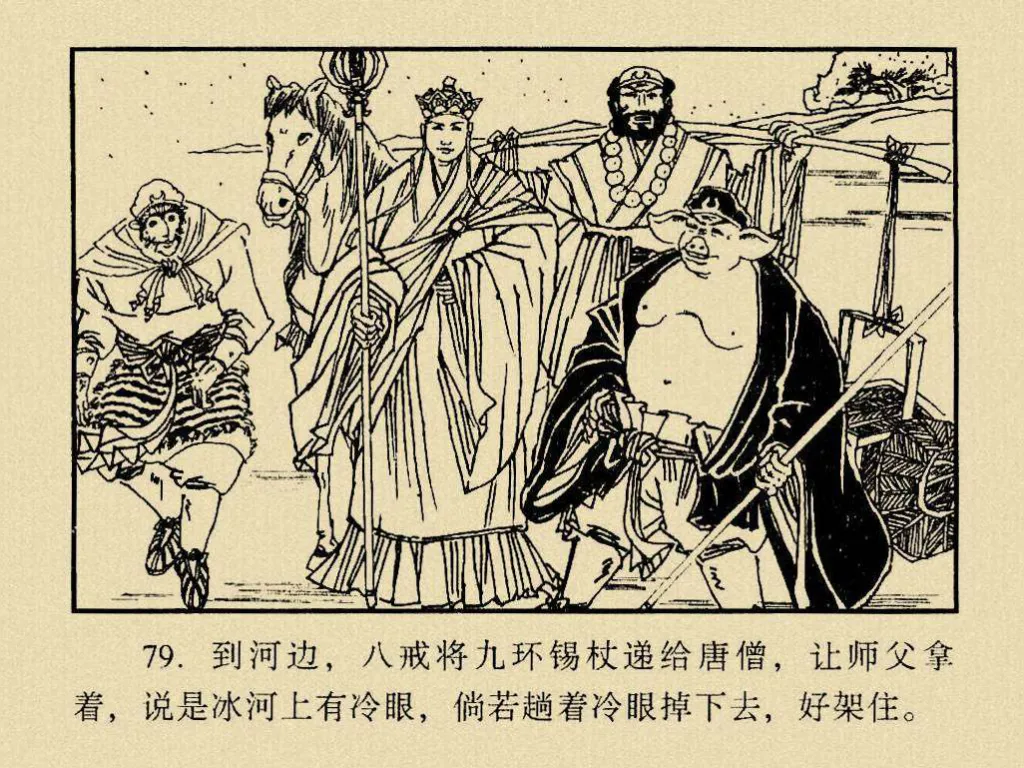 79. 到河边，八戒将九环锡杖递给唐僧，让师父拿
着，说是冰河上有冷眼，倘若趟着冷眼掉下去，好架住。